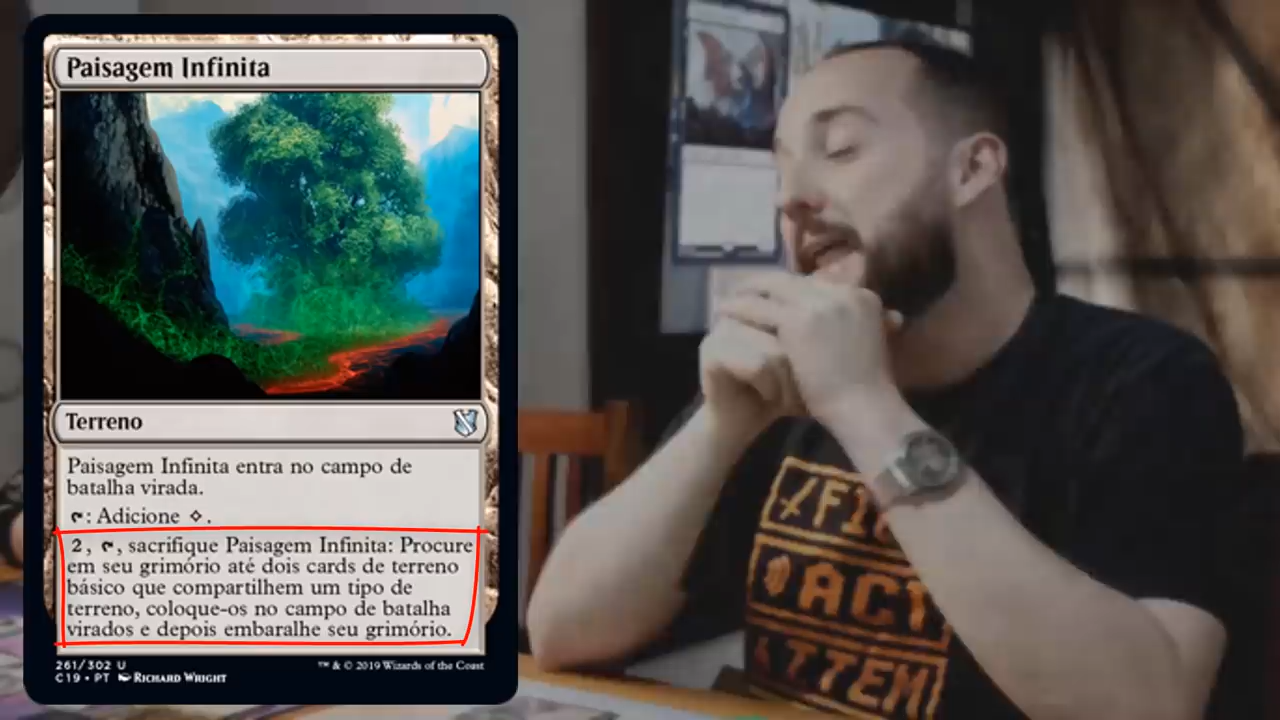 Paisagem Infinita
Terreno
Paisagem Infinita entra no campo de
batalha virada.
: Adicione .
2, , sacrifique Paisagem Infinita: Procure
em seu grimório até dois cards de terreno
básico que compartilhem um tipo de
terreno, coloque-os no campo de batalha
virados e depois embaralhe seu grimório.
261/302 U
C19 • PT RICHARD WRIGHT
™ & © 2019 Wizards of the Coast